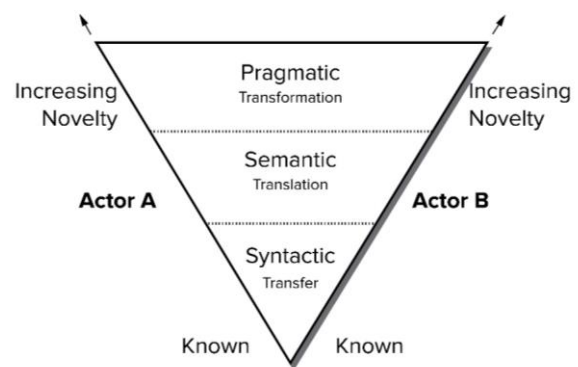 Pragmatic
Transformation
Increasing
Novelty
Increasing
Novelty
Semantic
Translation
Actor A
Actor B
Syntactic
Transfer
Known
Known